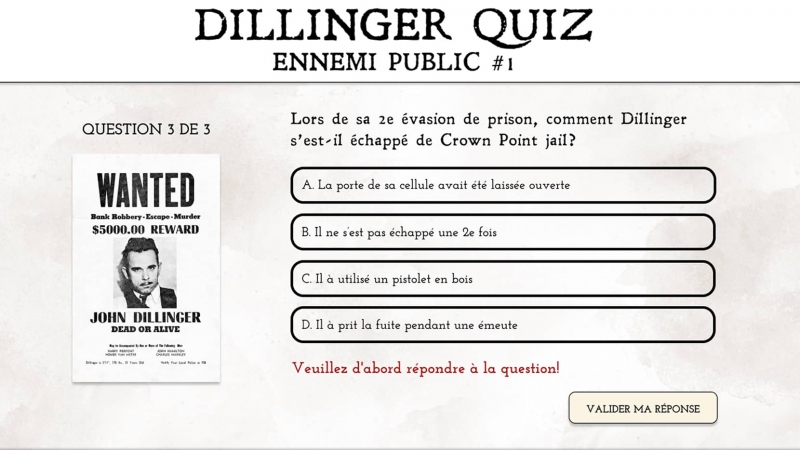 DILLINGER QUIZ
ENNEMI PUBLIC #1
QUESTION 3 DE 3
WANTED
Bank Robbery-Escape-Murder
$5000.00 REWARD
JOHN DILLINGER
DEAD OR ALIVE
Lors de sa 2e évasion de prison, comment Dillinger
s'est-il échappé de Crown Point jail?
A. La porte de sa cellule avait été laissée ouverte
B. Il ne s'est pas échappé une 2e fois
C. Il à utilisé un pistolet en bois
D. Il à prit la fuite pendant une émeute
Veuillez d'abord répondre à la question!
VALIDER MA RÉPONSE